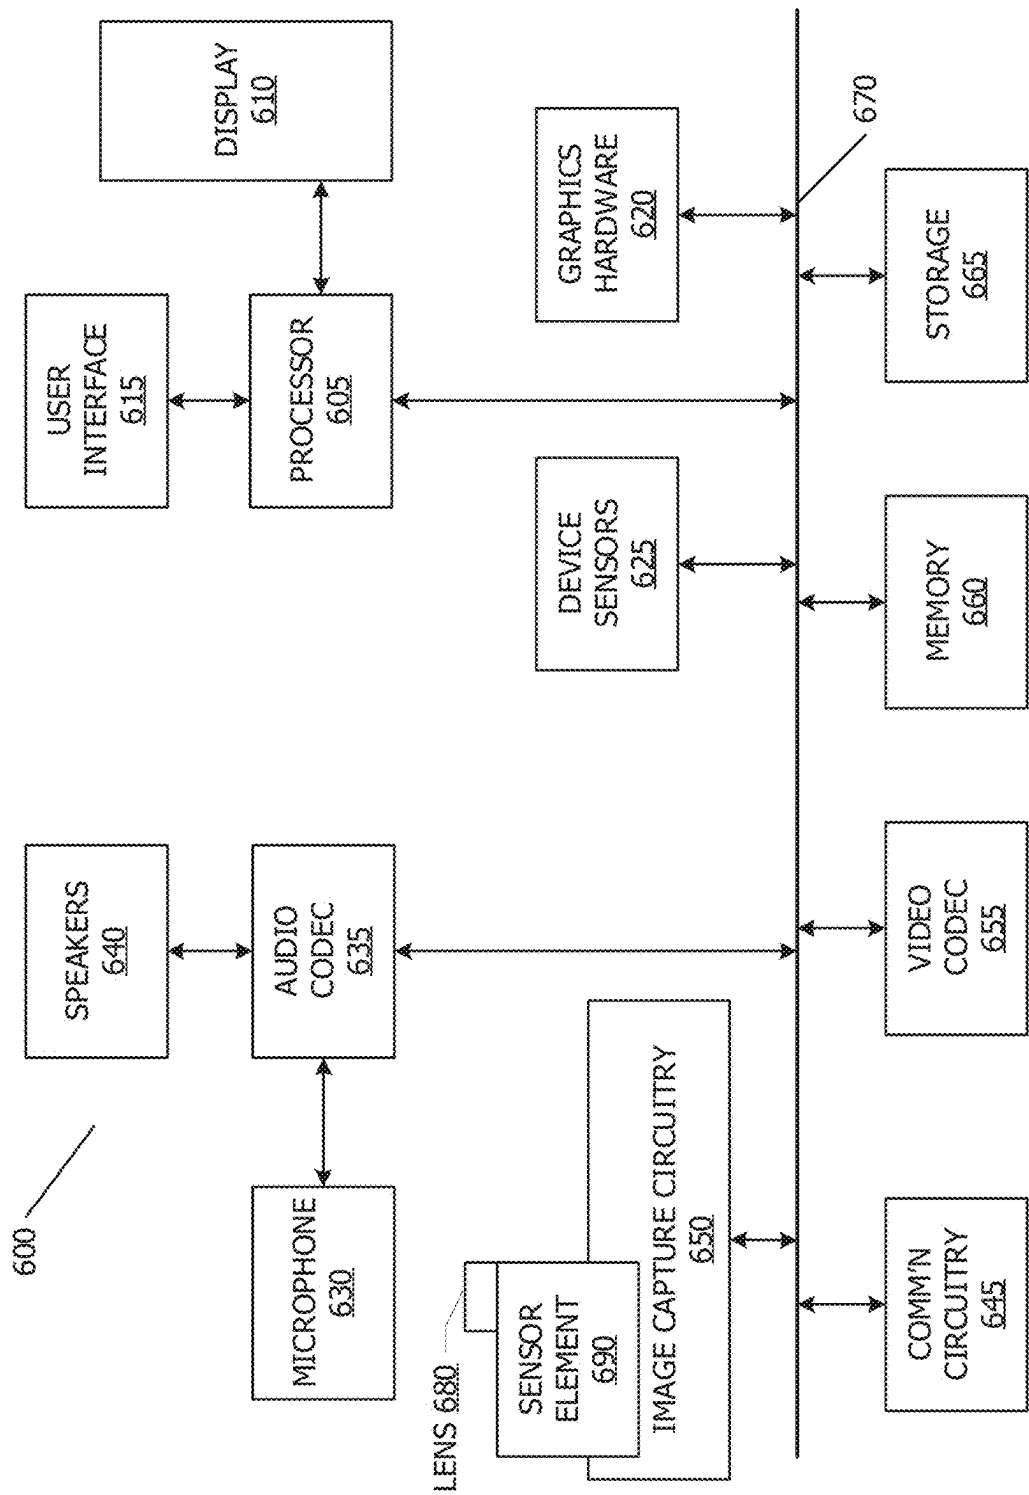 600
SPEAKERS
640
USER
INTERFACE
615
MICROPHONE
630
AUDIO
CODEC
635
PROCESSOR
605
DISPLAY
610
LENS 680
SENSOR
ELEMENT
690
IMAGE CAPTURE CIRCUITRY
650
DEVICE
SENSORS
625
GRAPHICS
HARDWARE
620
670
COMM'N
CIRCUITRY
645
VIDEO
CODEC
655
MEMORY
660
STORAGE
665